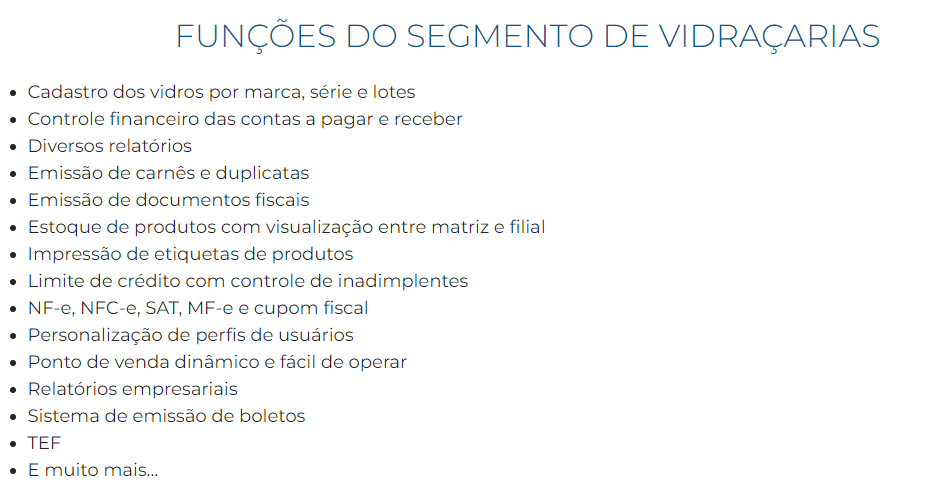 FUNÇÕES DO SEGMENTO DE VIDRAÇARIAS
Cadastro dos vidros por marca, série e lotes
Controle financeiro das contas a pagar e receber
Diversos relatórios
Emissão de carnês e duplicatas
Emissão de documentos fiscais
Estoque de produtos com visualização entre matriz e filial
Impressão de etiquetas de produtos
Limite de crédito com controle de inadimplentes
NF-e, NFC-e, SAT, MF-e e cupom fiscal
Personalização de perfis de usuários
Ponto de venda dinâmico e fácil de operar
Relatórios empresariais
Sistema de emissão de boletos
TEF
E muito mais...